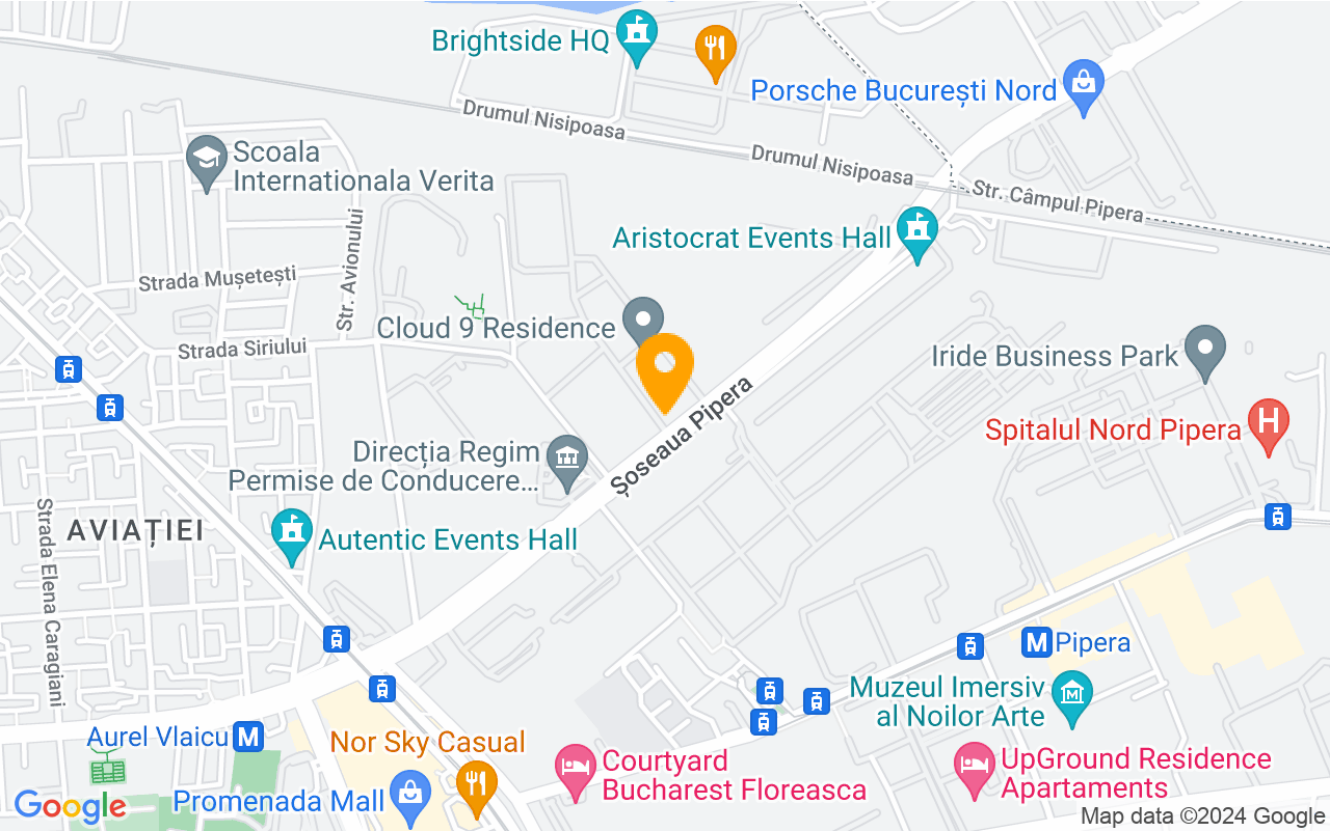 Brightside HQ
Porsche București Nord
Drumul Nisipoasa
Drumul Nisipoasa
Scoala
Internationala Verita
Str. Câmpul Pipera
Str. Avionului
Aristocrat Events Hall
Strada Mușetești
Cloud 9 Residence
Strada Siriului
Iride Business Park
Șoseaua Pipera
Spitalul Nord Pipera
H
Direcția Regim
Permise de Conducere...
Strada Elena Caragiani
AVIAȚIEI
Autentic Events Hall
M Pipera
Muzeul Imersiv
al Noilor Arte
M
Aurel Vlaicu M
Nor Sky Casual
Courtyard
Bucharest Floreasca
UpGround Residence
Apartaments
Google
Promenada Mall
Map data ©2024 Google